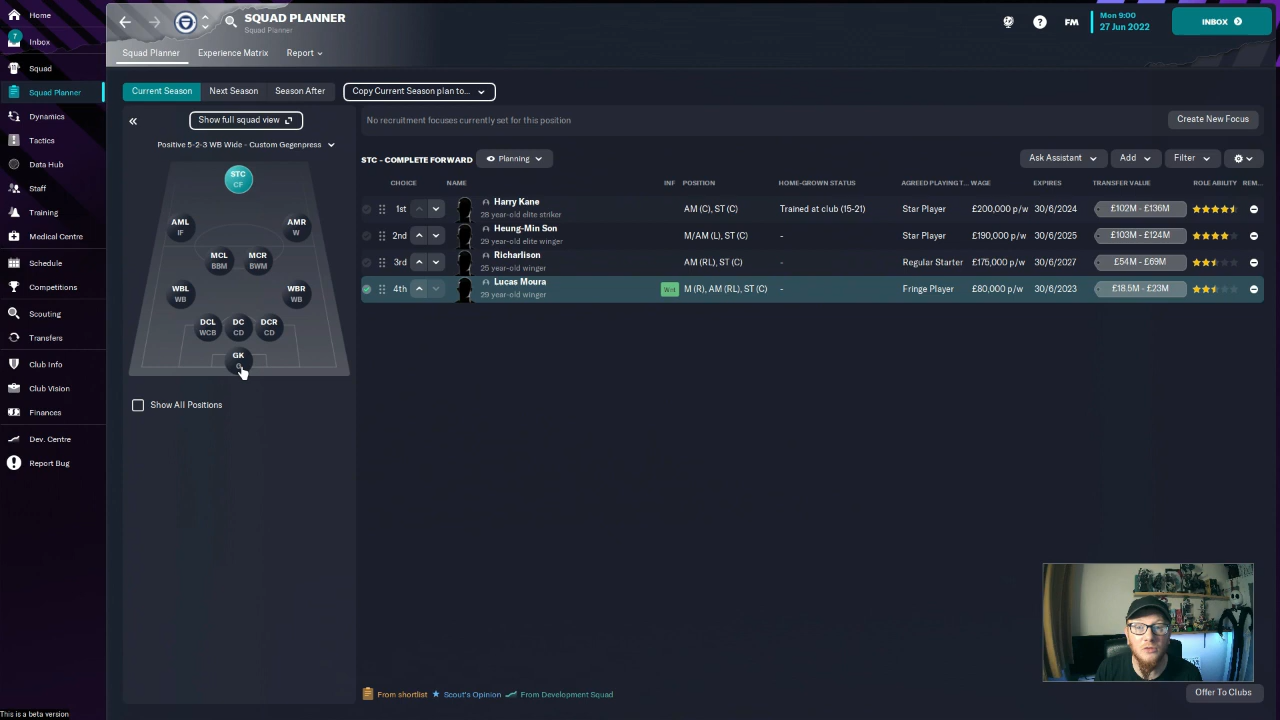 Home
SQUAD PLANNER
Squad Planner
FM
Mon 9:00
27 Jun 2022
INBOX
7
Inbox
Squad Planner
Experience Matrix
Report
Squad
Squad Planner
Current Season
Next Season
Season After
Copy Current Season plan to...
Dynamics
Show full squad view
No recruitment focuses currently set for this position
Create New Focus
Tactics
Positive 5-2-3 WB Wide - Custom Gegenpress
STC - COMPLETE FORWARD
Planning
Ask Assistant
Add
Filter
Data Hub
STC
CF
CHOICE
NAME
INF
POSITION
HOME-GROWN STATUS
AGREED PLAYING T...
WAGE
EXPIRES
TRANSFER VALUE
ROLE ABILITY
REM...
Staff
1st
Harry Kane
28 year-old elite striker
AM (C), ST (C)
Trained at club (15-21)
Star Player
£200,000 p/w
30/6/2024
£102M - £136M
Training
AML
IF
AMR
W
2nd
Heung-Min Son
29 year-old elite winger
M/AM (L), ST (C)
-
Star Player
£190,000 p/w
30/6/2025
£103M - £124M
Medical Centre
MCL
BBM
MCR
BWM
3rd
Richarlison
25 year-old winger
AM (RL), ST (C)
-
Regular Starter
£175,000 p/w
30/6/2027
£54M - £69M
Schedule
WBL
WB
WBR
WB
4th
Lucas Moura
29 year-old winger
Wnt
M (R), AM (RL), ST (C)
-
Fringe Player
£80,000 p/w
30/6/2023
£18.5M - £23M
Competitions
Scouting
DCL
WCB
DC
CD
DCR
CD
Transfers
GK
Club Info
Club Vision
Show All Positions
Finances
Dev. Centre
Report Bug
From shortlist
Scout's Opinion
From Development Squad
Offer To Clubs
This is a beta version